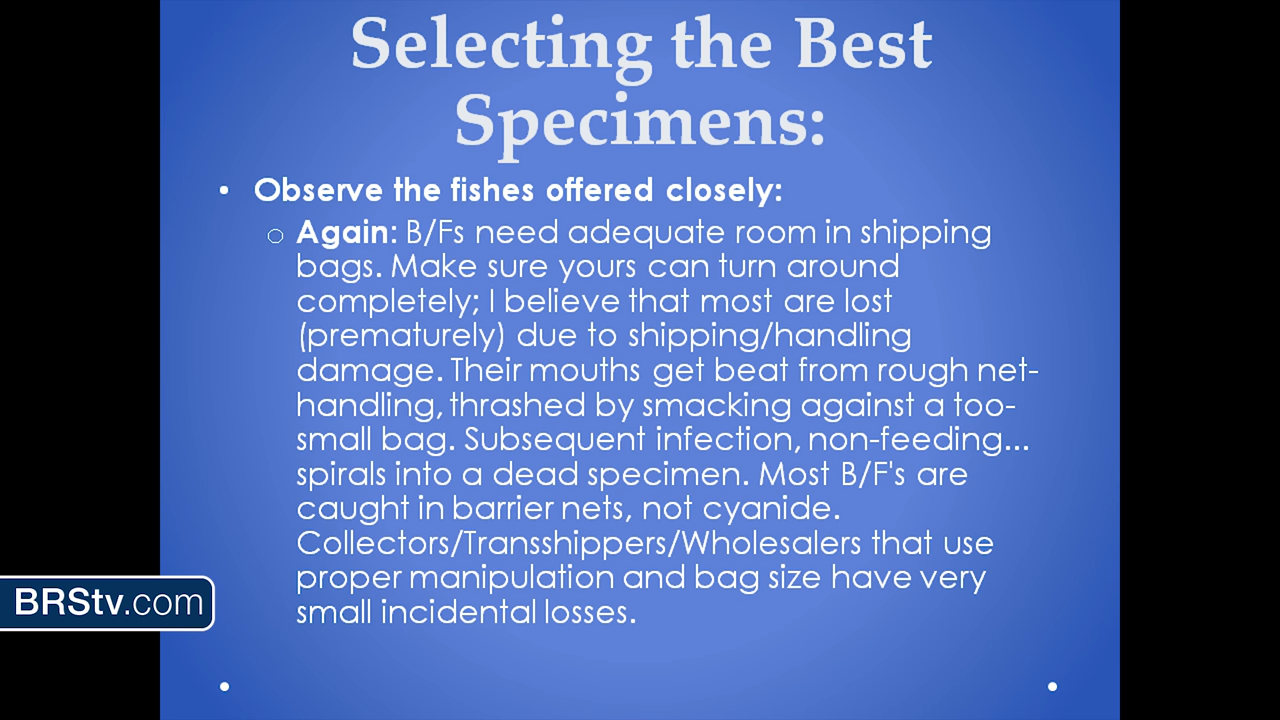 Selecting the Best
Specimens:
• Observe the fishes offered closely:
o Again: B/Fs need adequate room in shipping
bags. Make sure yours can turn around
completely; I believe that most are lost
(prematurely) due to shipping/handling
damage. Their mouths get beat from rough net-
handling, thrashed by smacking against a too-
small bag. Subsequent infection, non-feeding...
spirals into a dead specimen. Most B/F's are
caught in barrier nets, not cyanide.
Collectors/Transshippers/Wholesalers that use
proper manipulation and bag size have very
small incidental losses.
BRStv.com